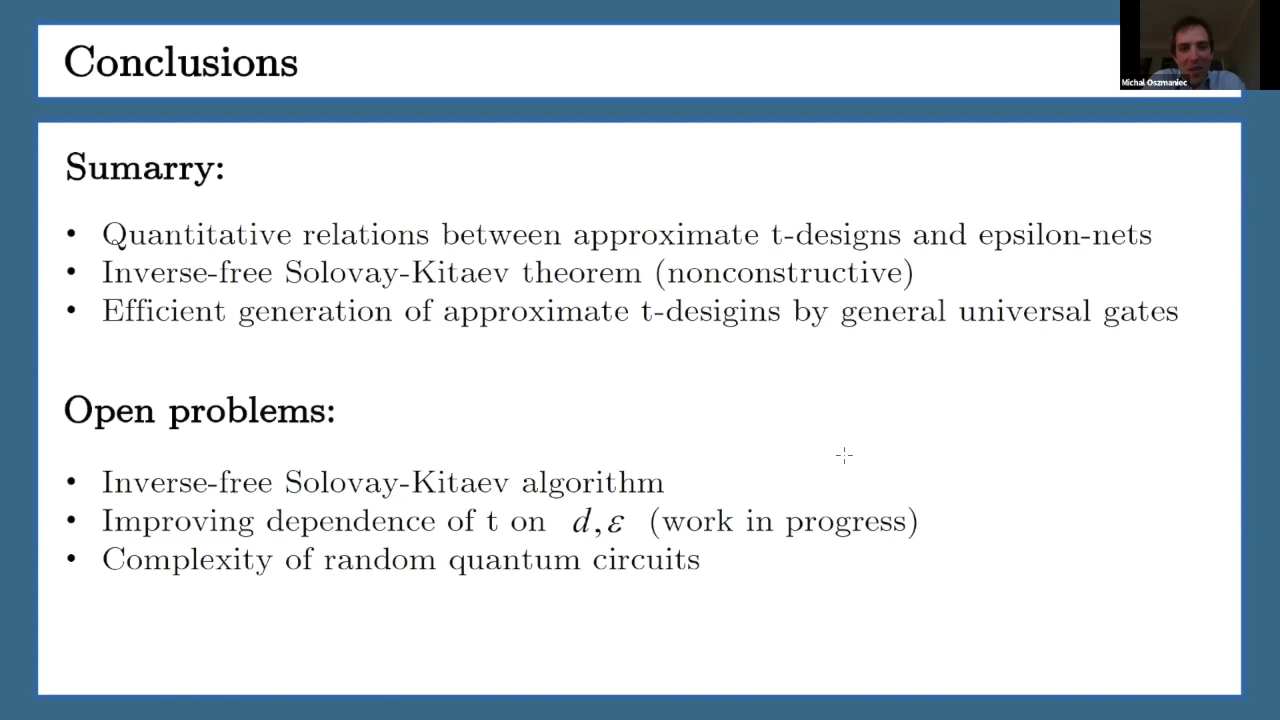 Conclusions
Michał Oszmaniec
Sumarry:
• Quantitative relations between approximate t-designs and epsilon-nets
• Inverse-free Solovay-Kitaev theorem (nonconstructive)
• Efficient generation of approximate t-desigins by general universal gates
Open problems:
• Inverse-free Solovay-Kitaev algorithm
• Improving dependence of t on d, ε (work in progress)
• Complexity of random quantum circuits